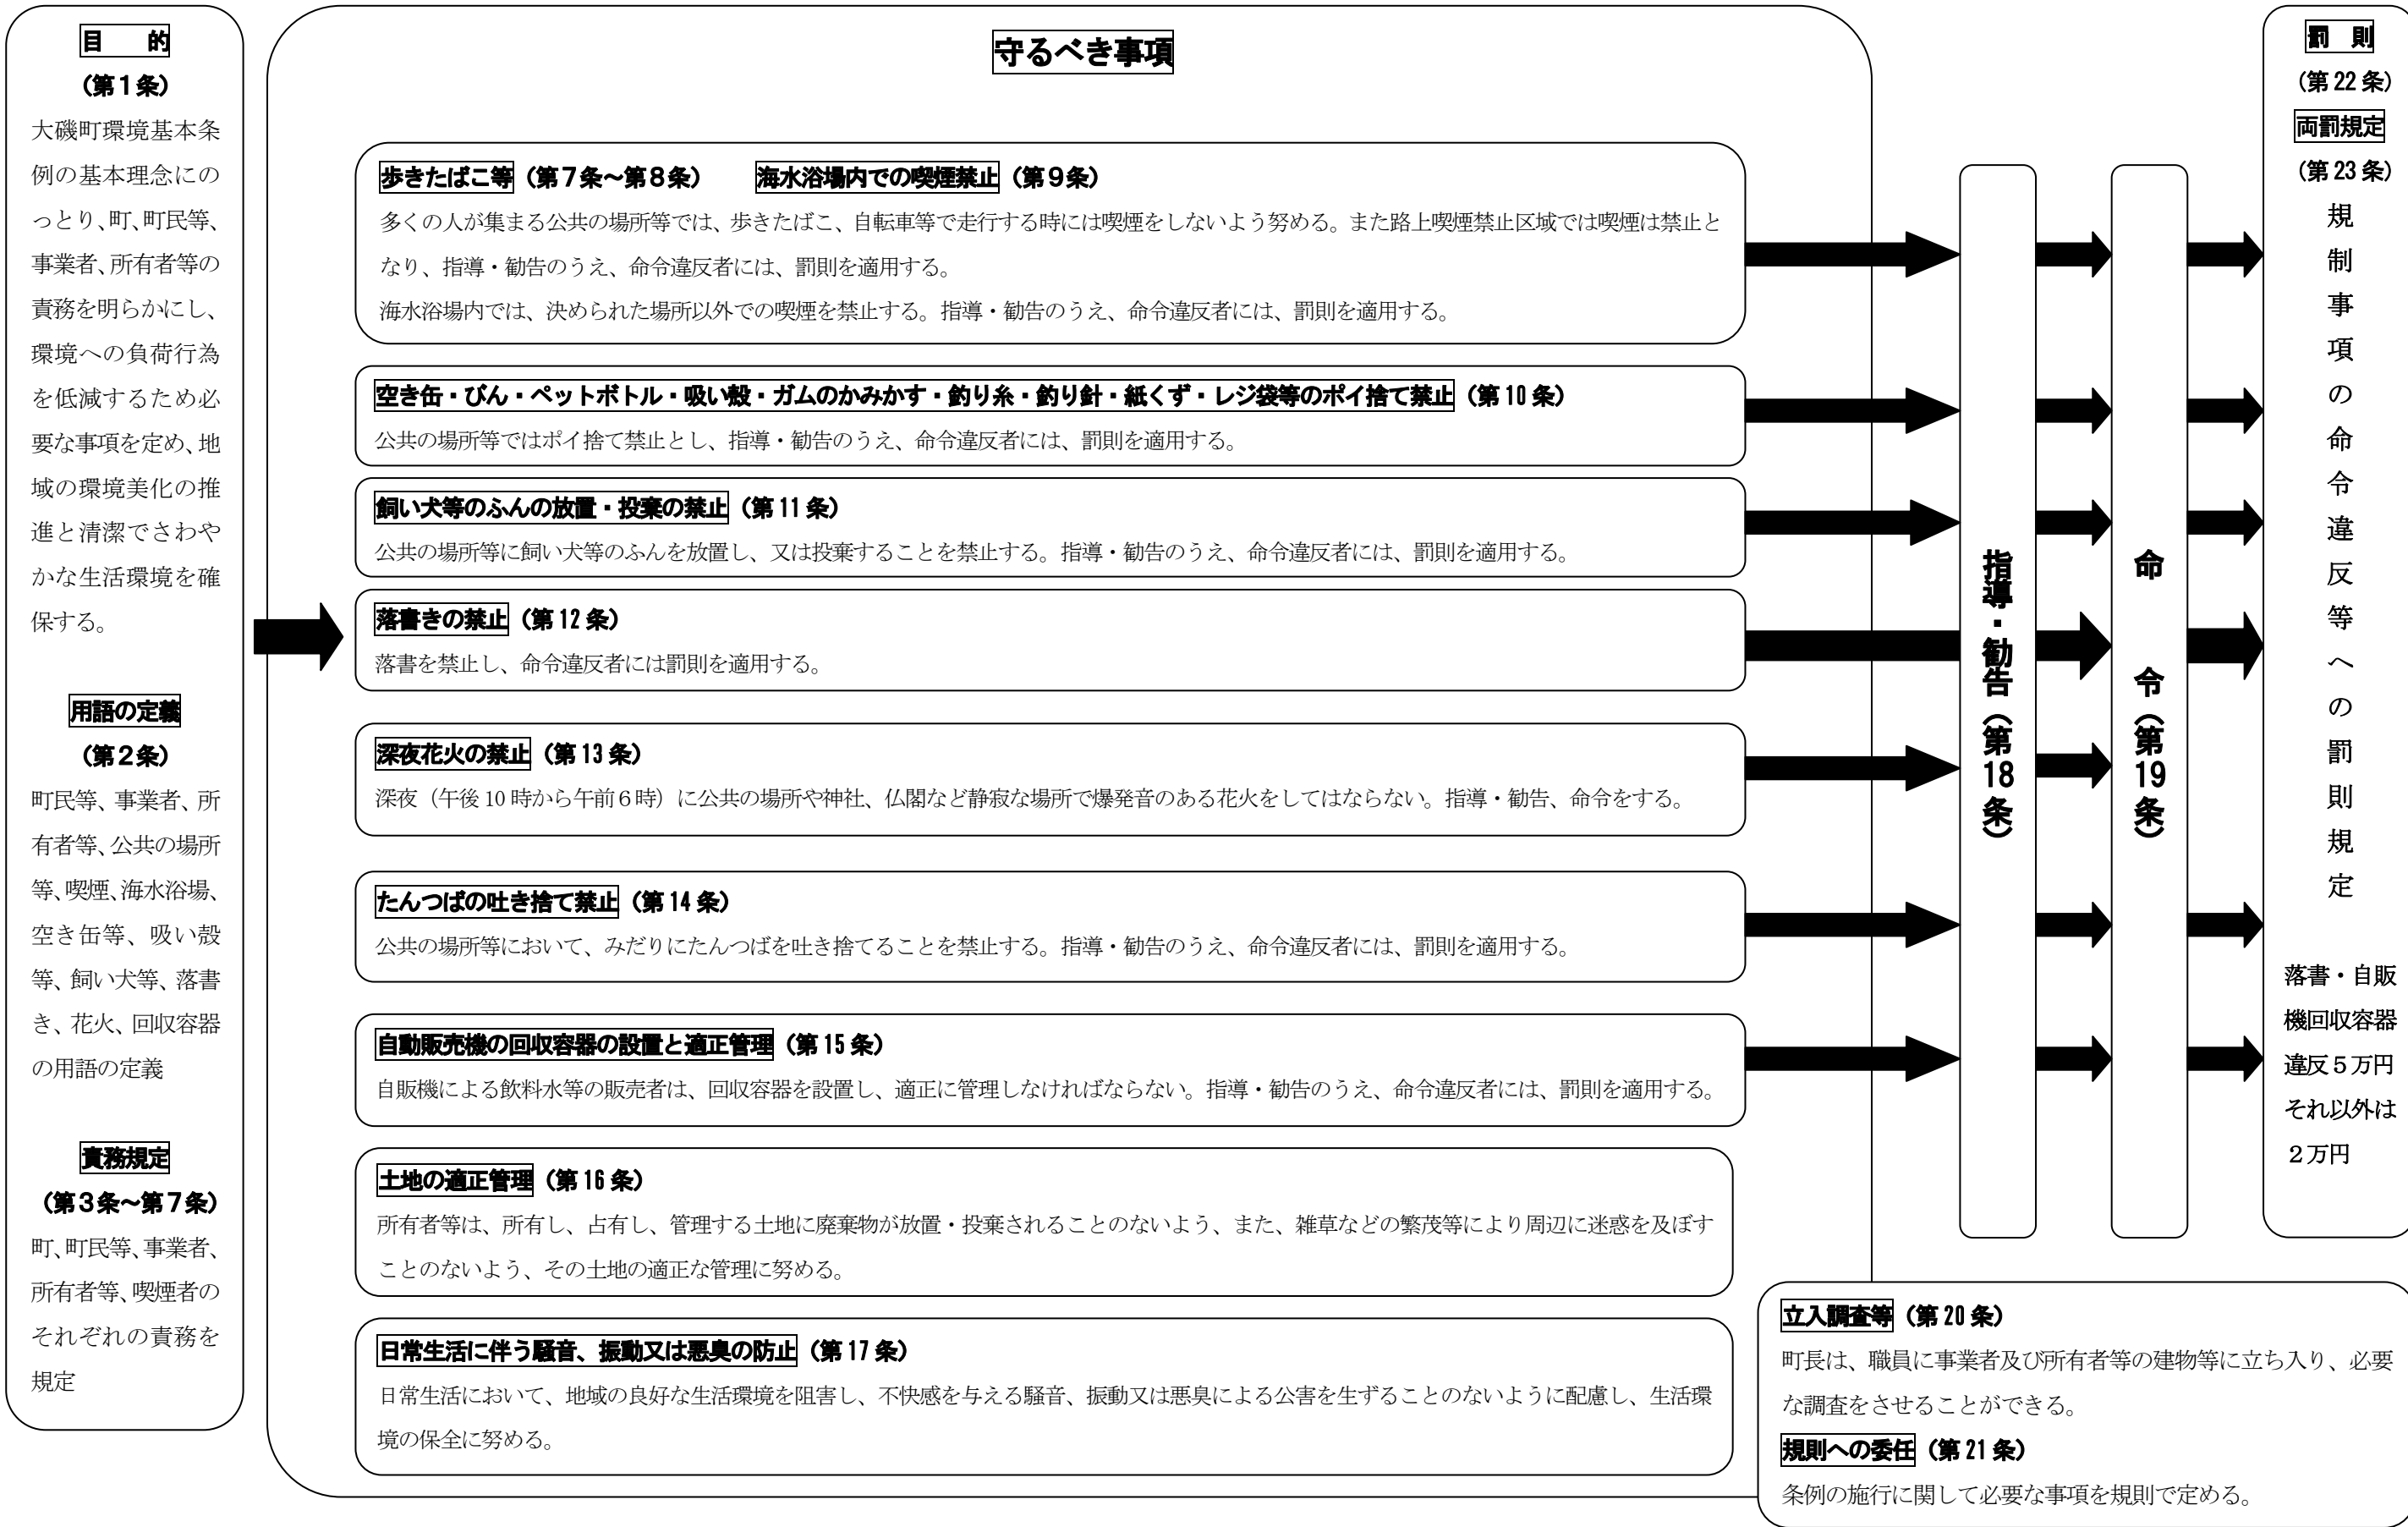 目　的
（第１条）
大磯町環境基本条
例の基本理念にの
っとり、町、町民等、
事業者、所有者等の
責務を明らかにし、
環境への負荷行為
を低減するため必
要な事項を定め、地
域の環境美化の推
進と清潔でさわや
かな生活環境を確
保する。
用語の定義
（第２条）
町民等、事業者、所
有者等、公共の場所
等、喫煙、海水浴場、
空き缶等、吸い殻
等、飼い犬等、落書
き、花火、回収容器
の用語の定義
責務規定
（第３条～第７条）
町、町民等、事業者、
所有者等、喫煙者の
それぞれの責務を
規定
守るべき事項
歩きたばこ等（第７条～第８条）　海水浴場内での喫煙禁止（第９条）
多くの人が集まる公共の場所等では、歩きたばこ、自転車等で走行する時には喫煙をしないよう努める。また路上喫煙禁止区域では喫煙は禁止と
なり、指導・勧告のうえ、命令違反者には、罰則を適用する。
海水浴場内では、決められた場所以外での喫煙を禁止する。指導・勧告のうえ、命令違反者には、罰則を適用する。
空き缶・びん・ペットボトル・吸い殻・ガムのかみかす・釣り糸・釣り針・紙くず・レジ袋等のポイ捨て禁止（第10条）
公共の場所等ではポイ捨て禁止とし、指導・勧告のうえ、命令違反者には、罰則を適用する。
飼い犬等のふんの放置・投棄の禁止（第11条）
公共の場所等に飼い犬等のふんを放置し、又は投棄することを禁止する。指導・勧告のうえ、命令違反者には、罰則を適用する。
落書きの禁止（第12条）
落書を禁止し、命令違反者には罰則を適用する。
深夜花火の禁止（第13条）
深夜（午後10時から午前６時）に公共の場所や神社、仏閣など静寂な場所で爆発音のある花火をしてはならない。指導・勧告、命令をする。
たんつばの吐き捨て禁止（第14条）
公共の場所等において、みだりにたんつばを吐き捨てることを禁止する。指導・勧告のうえ、命令違反者には、罰則を適用する。
自動販売機の回収容器の設置と適正管理（第15条）
自販機による飲料水等の販売者は、回収容器を設置し、適正に管理しなければならない。指導・勧告のうえ、命令違反者には、罰則を適用する。
土地の適正管理（第16条）
所有者等は、所有し、占有し、管理する土地に廃棄物が放置・投棄されることのないよう、また、雑草などの繁茂等により周辺に迷惑を及ぼす
ことのないよう、その土地の適正な管理に努める。
日常生活に伴う騒音、振動又は悪臭の防止（第17条）
日常生活において、地域の良好な生活環境を阻害し、不快感を与える騒音、振動又は悪臭による公害を生ずることのないように配慮し、生活環
境の保全に努める。
指導・勧告（第18条）
命　令（第19条）
罰　則
（第22条）
両罰規定
（第23条）
規制事項の命令違反等への罰則規定
落書・自販
機回収容器
違反５万円
それ以外は
２万円
立入調査等（第20条）
町長は、職員に事業者及び所有者等の建物等に立ち入り、必要
な調査をさせることができる。
規則への委任（第21条）
条例の施行に関して必要な事項を規則で定める。